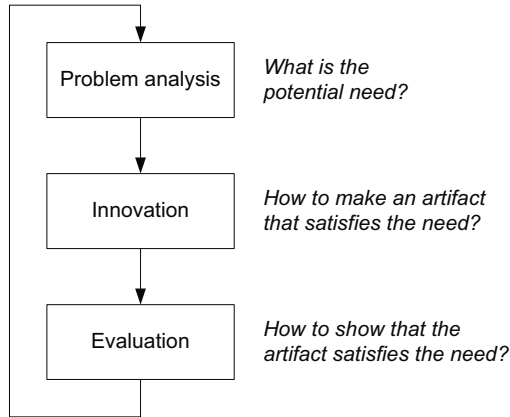 Problem analysis
What is the
potential need?
Innovation
How to make an artifact
that satisfies the need?
Evaluation
How to show that the
artifact satisfies the need?